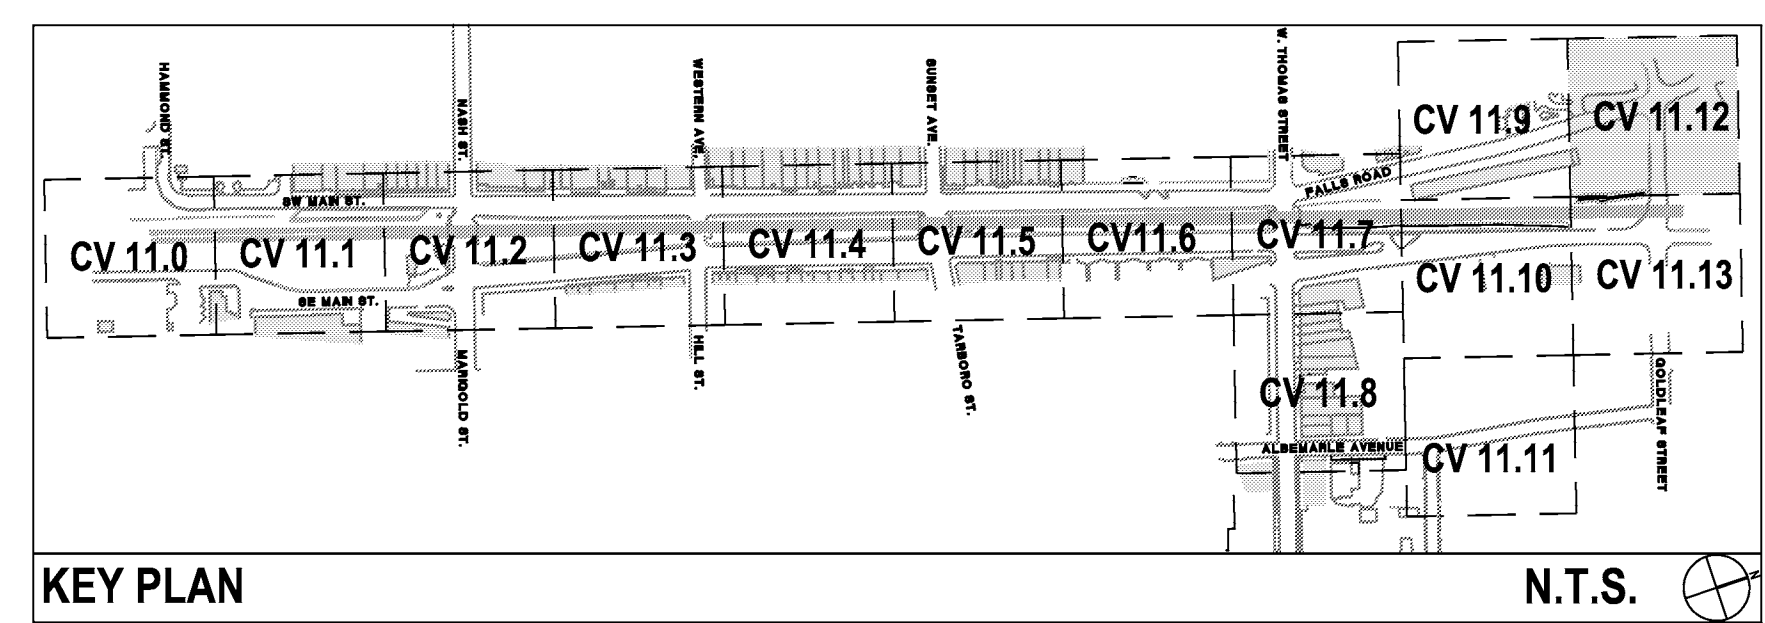 HAMMOND ST.
NASH ST.
WESTERN AVE.
SUNSET AVE.
W. THOMAS STREET
CV 11.9
CV 11.12
FALLS ROAD
SW MAIN ST.
CV 11.0
CV 11.1
CV 11.2
CV 11.3
CV 11.4
CV 11.5
CV11.6
CV 11.7
CV 11.10
CV 11.13
SE MAIN ST.
MARIGOLD ST.
HILL ST.
TARBORO ST.
CV 11.8
GOLDLEAF STREET
ALBEMARLE AVENUE
CV 11.11
KEY PLAN
N.T.S.
N